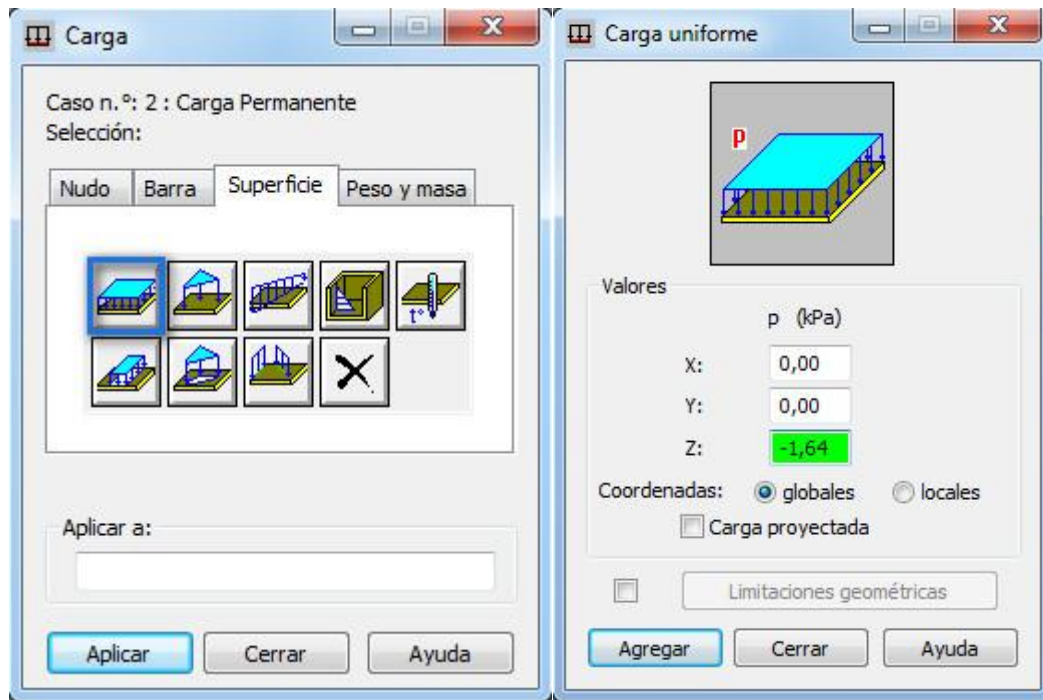 Carga
Caso n.°: 2 : Carga Permanente
Selección:
Nudo Barra Superficie Peso y masa
t°
Aplicar a:
Aplicar Cerrar Ayuda
Carga uniforme
p
Valores
p (kPa)
X: 0,00
Y: 0,00
Z: -1,64
Coordenadas: globales locales
Carga proyectada
Limitaciones geométricas
Agregar Cerrar Ayuda